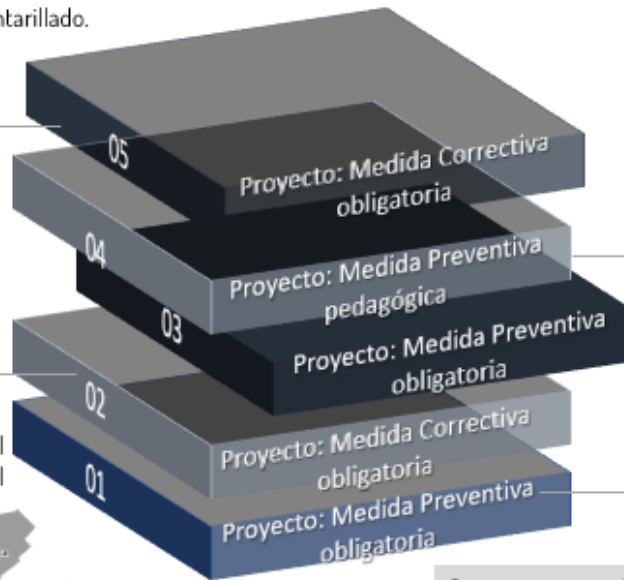 ntarillado.
05
Proyecto: Medida Correctiva
obligatoria
04
Proyecto: Medida Preventiva
pedagógica
03
Proyecto: Medida Preventiva
obligatoria
02
Proyecto: Medida Correctiva
obligatoria
01
Proyecto: Medida Preventiva
obligatoria